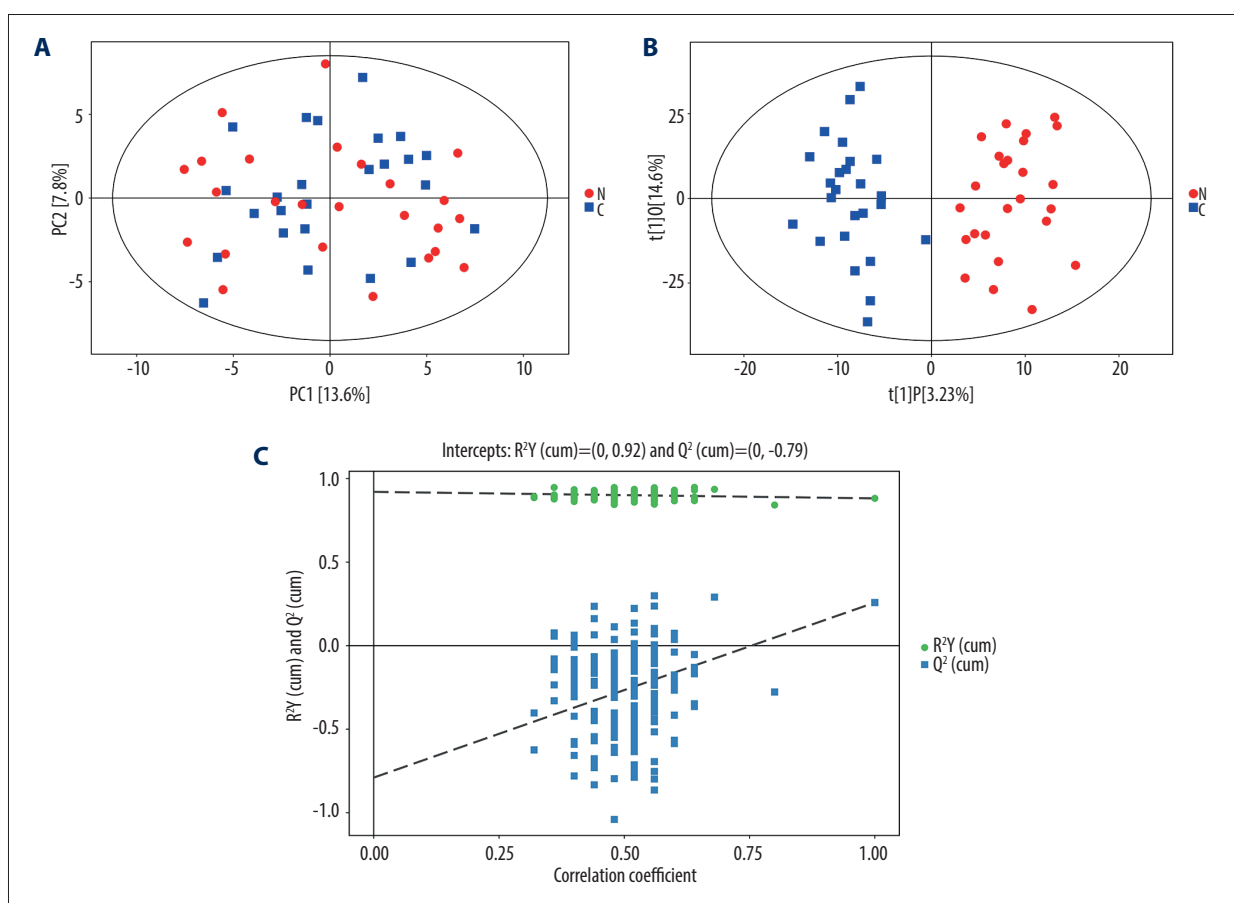 A
5
0
-5
PC2 [7.8%]
-10
-5
0
5
10
PC1 [13.6%]
N
C
B
25
0
-25
t[1]O[14.6%]
-20
-10
0
10
20
t[1]P[3.23%]
N
C
C
Intercepts: R²Y (cum)=(0, 0.92) and Q² (cum)=(0, -0.79)
1.0
0.5
0.0
-0.5
-1.0
R²Y (cum) and Q² (cum)
0.00
0.25
0.50
0.75
1.00
Correlation coefficient
R²Y (cum)
Q² (cum)